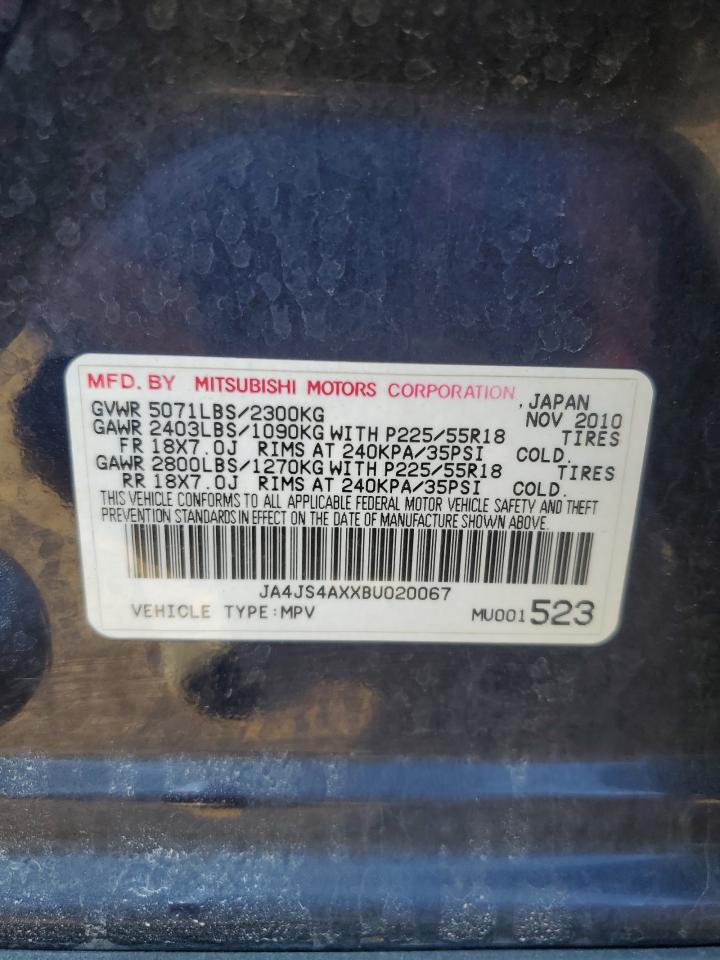 MFD. BY MITSUBISHI MOTORS CORPORATION, JAPAN
GVWR 5071LBS/2300KG NOV 2010
GAWR 2403LBS/1090KG WITH P225/55R18 TIRES
FR 18X7.0J RIMS AT 240KPA/35PSI COLD.
GAWR 2800LBS/1270KG WITH P225/55R18 TIRES
RR 18X7.0J RIMS AT 240KPA/35PSI COLD.
THIS VEHICLE CONFORMS TO ALL APPLICABLE FEDERAL MOTOR VEHICLE SAFETY AND THEFT
PREVENTION STANDARDS IN EFFECT ON THE DATE OF MANUFACTURE SHOWN ABOVE.
JA4JS4AXXBU020067
VEHICLE TYPE:MPV MU001523